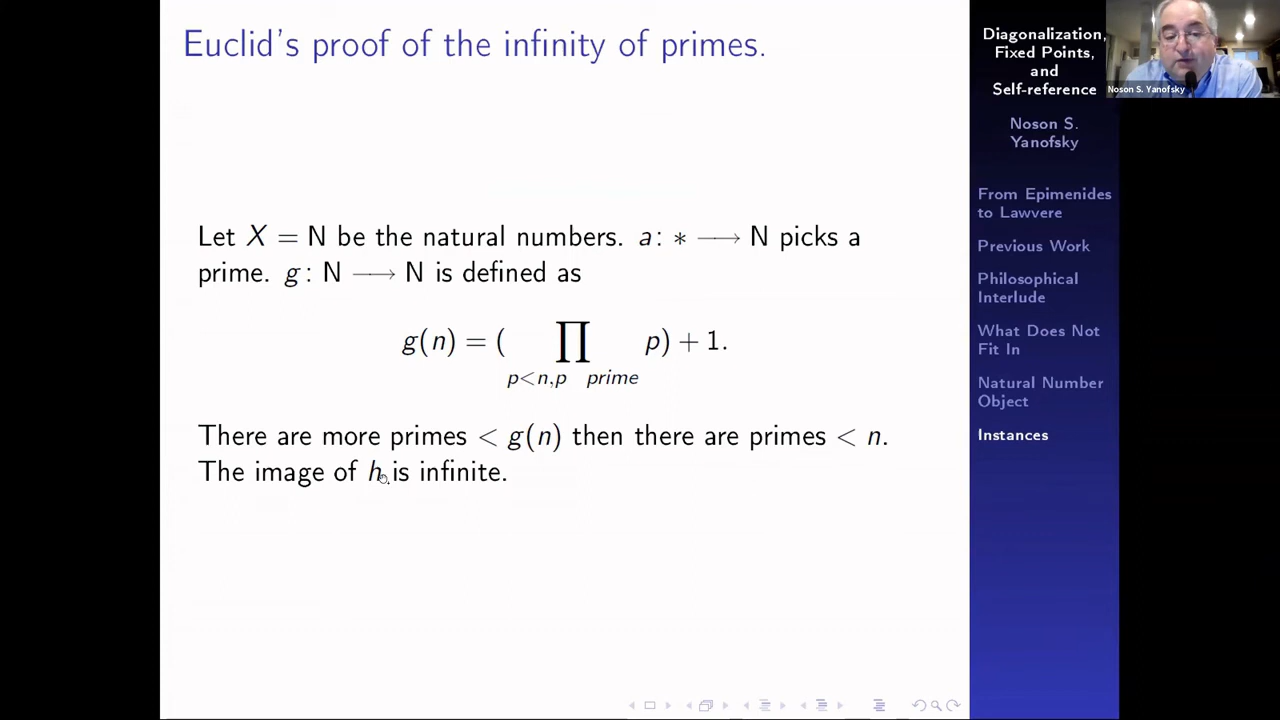 Euclid's proof of the infinity of primes.
Let X = N be the natural numbers. a: * ⟶ N picks a
prime. g: N ⟶ N is defined as
g(n) = ( ∏ p) + 1.
p<n,p prime
There are more primes < g(n) then there are primes < n.
The image of h is infinite.
Diagonalization,
Fixed Points,
and
Self-reference
Noson S.
Yanofsky
From Epimenides
to Lawvere
Previous Work
Philosophical
Interlude
What Does Not
Fit In
Natural Number
Object
Instances
Noson S. Yanofsky